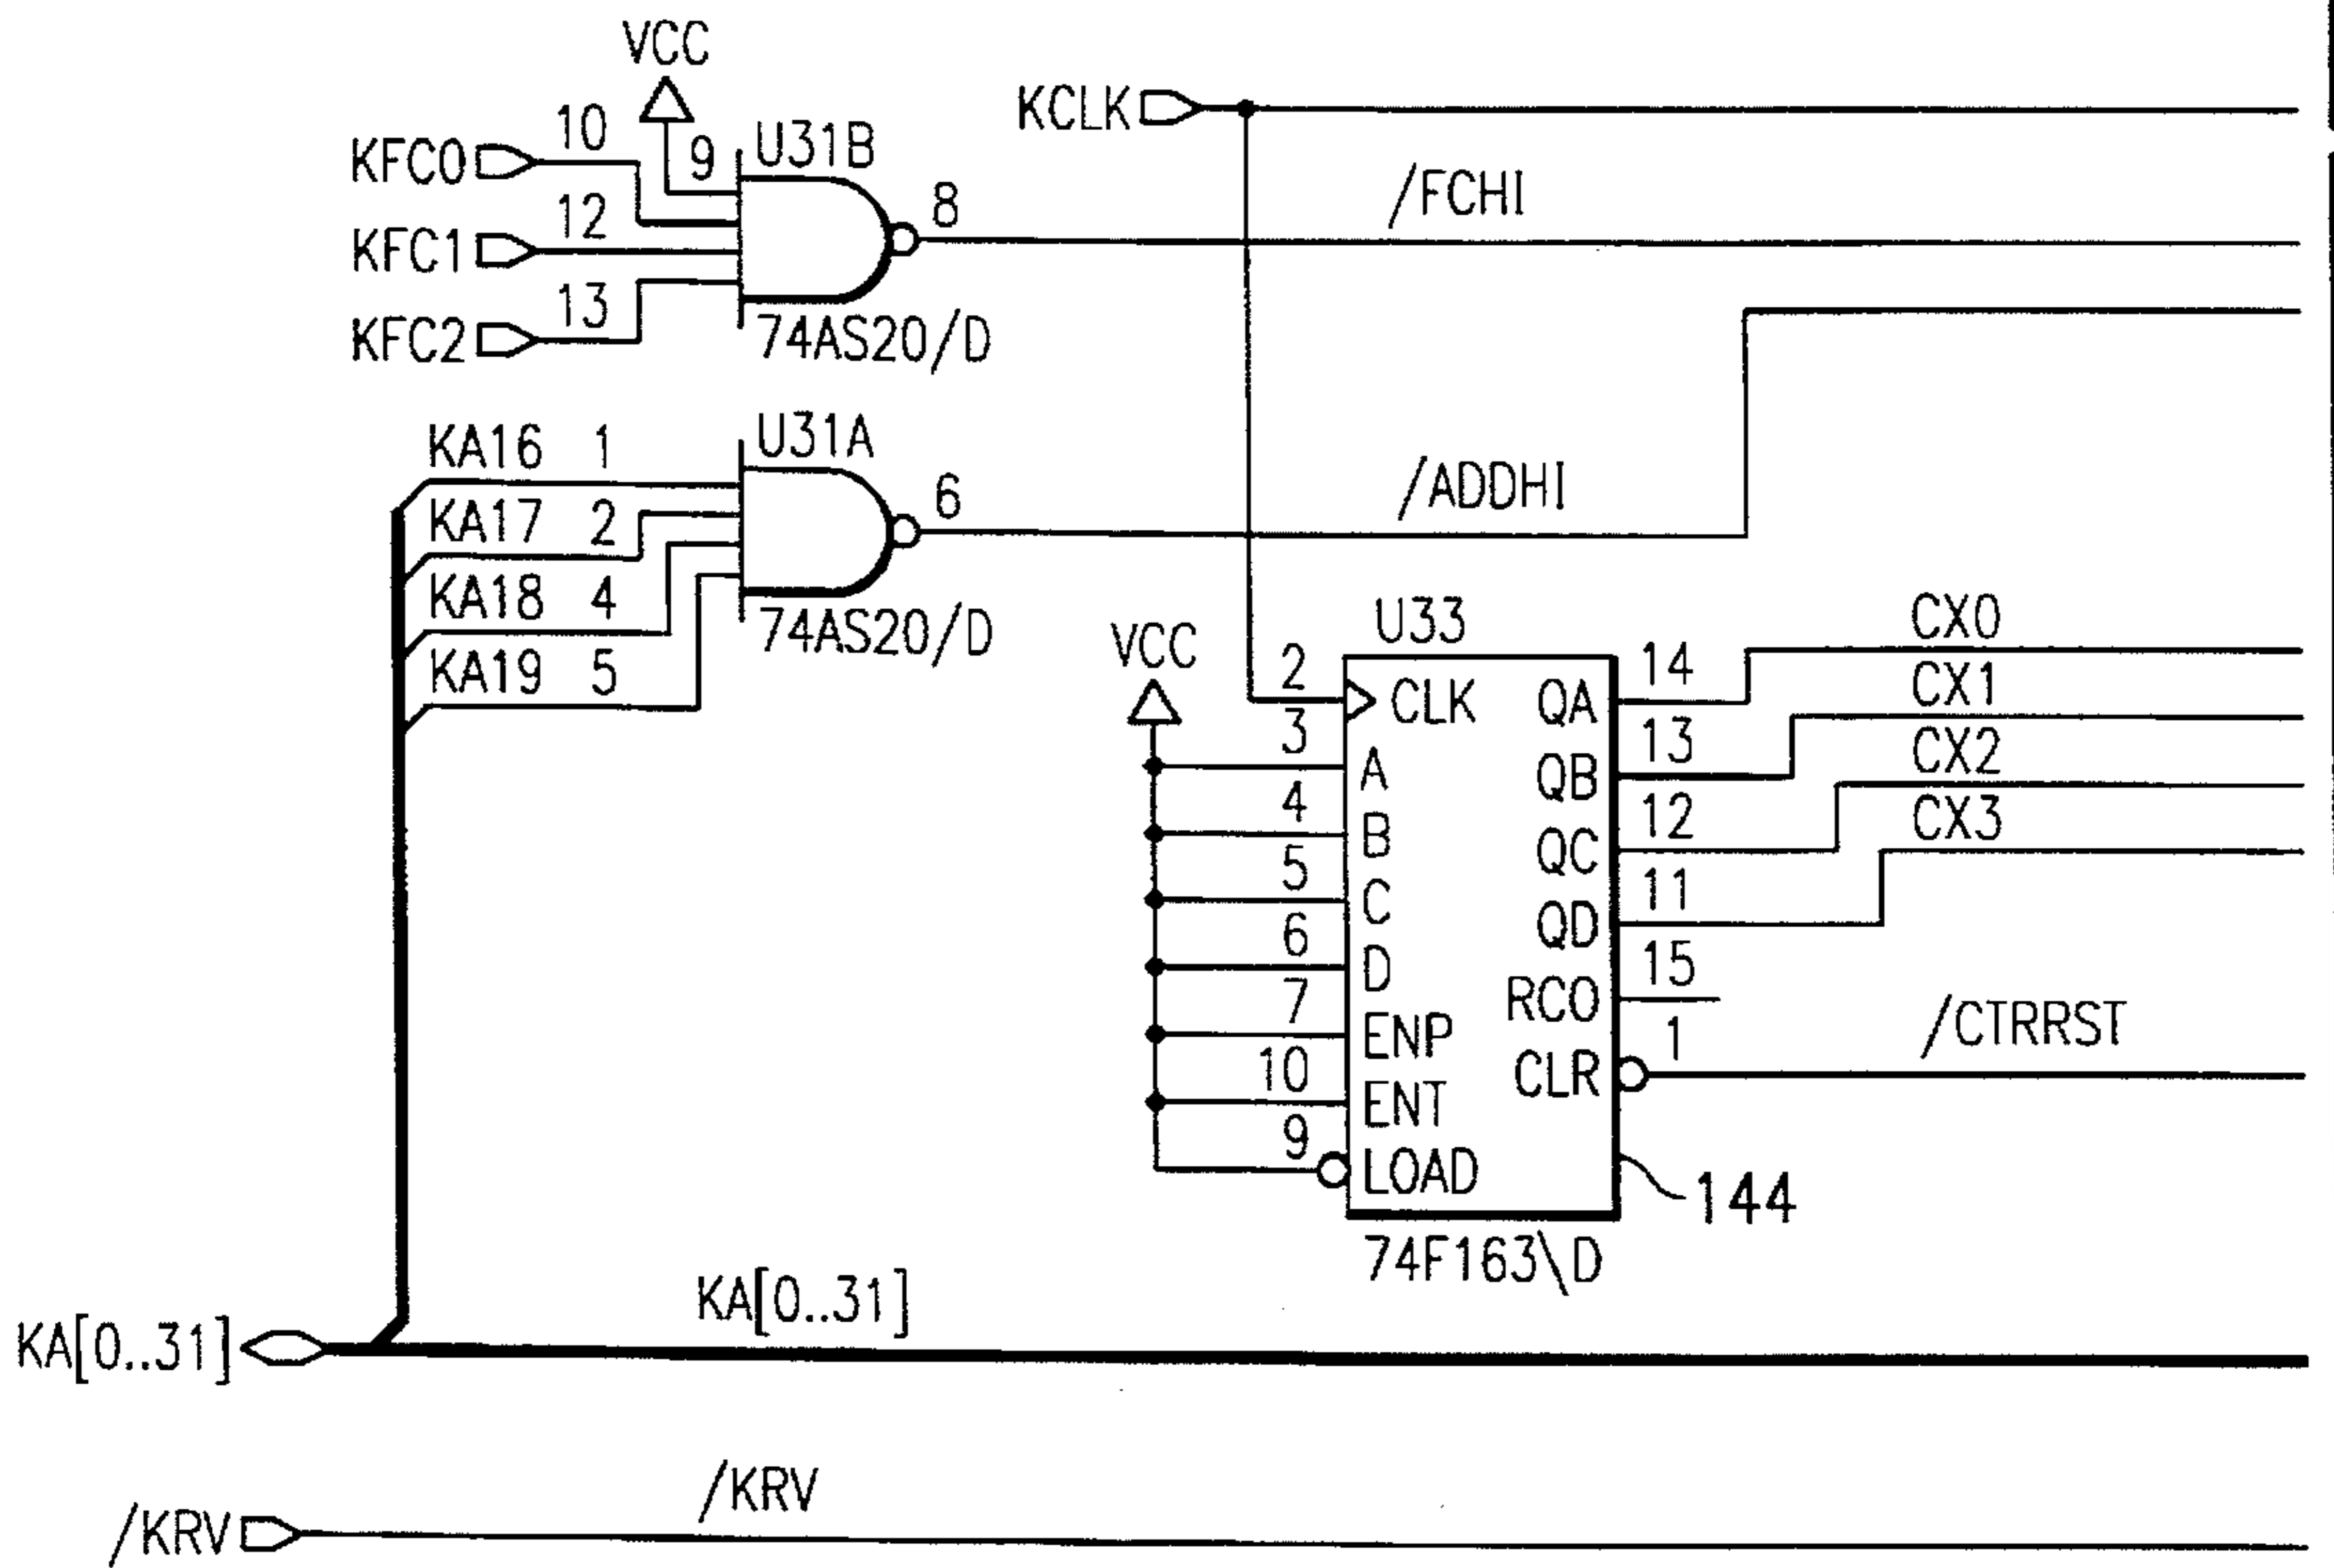 VCC
KCLK
10
U31B
KFC0
9
/FCHI
12
8
KFC1
13
KFC2
74AS20/D
U31A
KA16 1
/ADDHI
6
KA17 2
KA18 4
74AS20/D
KA19 5
U33
CX0
VCC
2
14
CX1
CLK
QA
3
13
CX2
A
QB
4
12
CX3
B
QC
5
11
C
QD
6
15
D
RCO
7
1
/CTRRST
ENP
CLR
10
ENT
9
LOAD
144
74F163\D
KA[0..31]
KA[0..31]
/KRV
/KRV